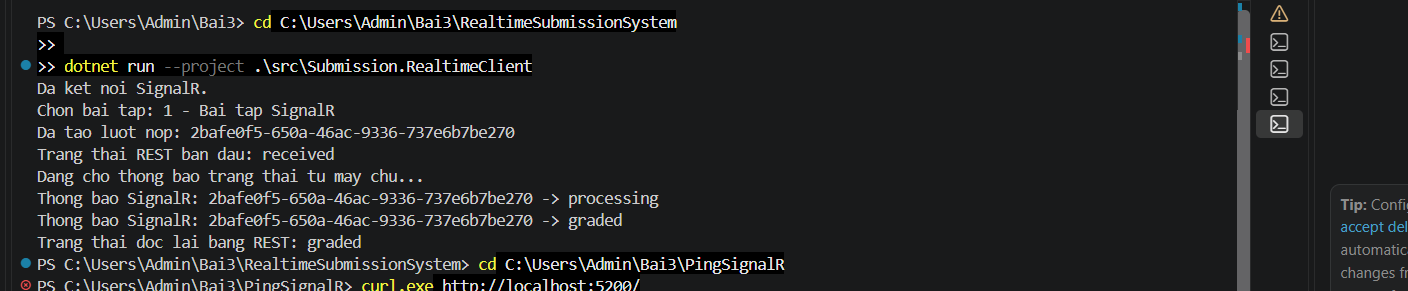 PS C:\Users\Admin\Bai3> cd C:\Users\Admin\Bai3\RealtimeSubmissionSystem
>>
>> dotnet run --project .\src\Submission.RealtimeClient
Da ket noi SignalR.
Chon bai tap: 1 - Bai tap SignalR
Da tao luot nop: 2bafe0f5-650a-46ac-9336-737e6b7be270
Trang thai REST ban dau: received
Dang cho thong bao trang thai tu may chu...
Thong bao SignalR: 2bafe0f5-650a-46ac-9336-737e6b7be270 -> processing
Thong bao SignalR: 2bafe0f5-650a-46ac-9336-737e6b7be270 -> graded
Trang thai doc lai bang REST: graded
PS C:\Users\Admin\Bai3\RealtimeSubmissionSystem> cd C:\Users\Admin\Bai3\PingSignalR
PS C:\Users\Admin\Bai3\PingSignalR> curl.exe http://localhost:5200/
Tip: Config
accept del
automatica
changes fr